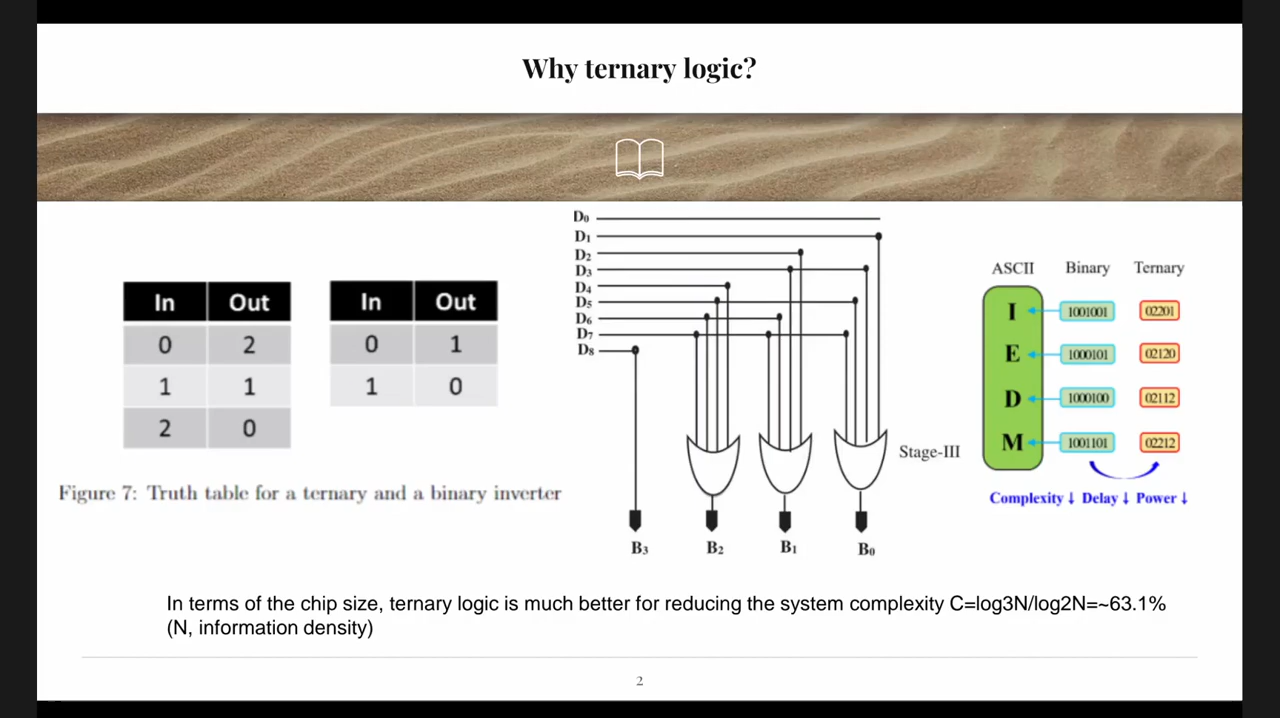 Why ternary logic?
In Out
0 2
1 1
2 0
In Out
0 1
1 0
Figure 7: Truth table for a ternary and a binary inverter
D₀
D₁
D₂
D₃
D₄
D₅
D₆
D₇
D₈
Stage-III
B₃ B₂ B₁ B₀
ASCII Binary Ternary
I 1001001 02201
E 1000101 02120
D 1000100 02112
M 1001101 02212
Complexity ↓ Delay ↓ Power ↓
In terms of the chip size, ternary logic is much better for reducing the system complexity C=log3N/log2N=~63.1%
(N, information density)
2